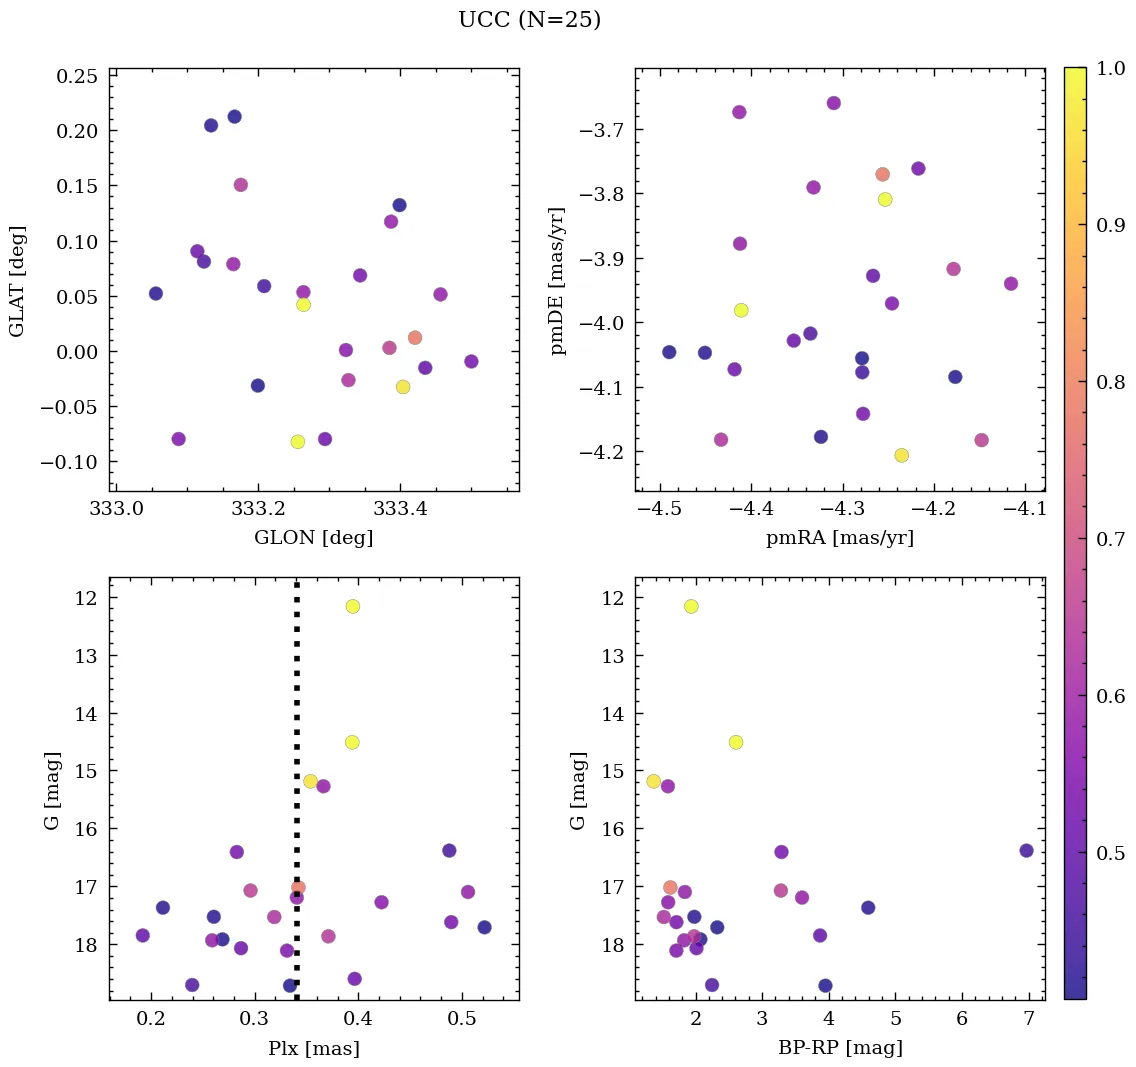 UCC (N=25)
0.25
0.20
0.15
0.10
0.05
0.00
−0.05
−0.10
GLAT [deg]
333.0 333.2 333.4
GLON [deg]
−3.7
−3.8
−3.9
−4.0
−4.1
−4.2
pmDE [mas/yr]
−4.5 −4.4 −4.3 −4.2 −4.1
pmRA [mas/yr]
12
13
14
15
16
17
18
G [mag]
0.2 0.3 0.4 0.5
Plx [mas]
12
13
14
15
16
17
18
G [mag]
2 3 4 5 6 7
BP-RP [mag]
1.0
0.9
0.8
0.7
0.6
0.5